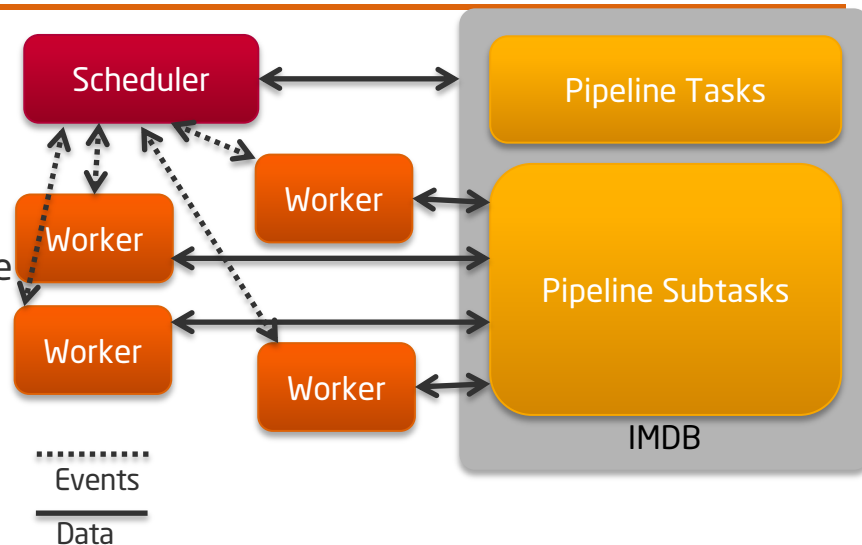 Scheduler
Pipeline Tasks
Worker
Worker
e
Pipeline Subtasks
Worker
Worker
IMDB
Events
Data